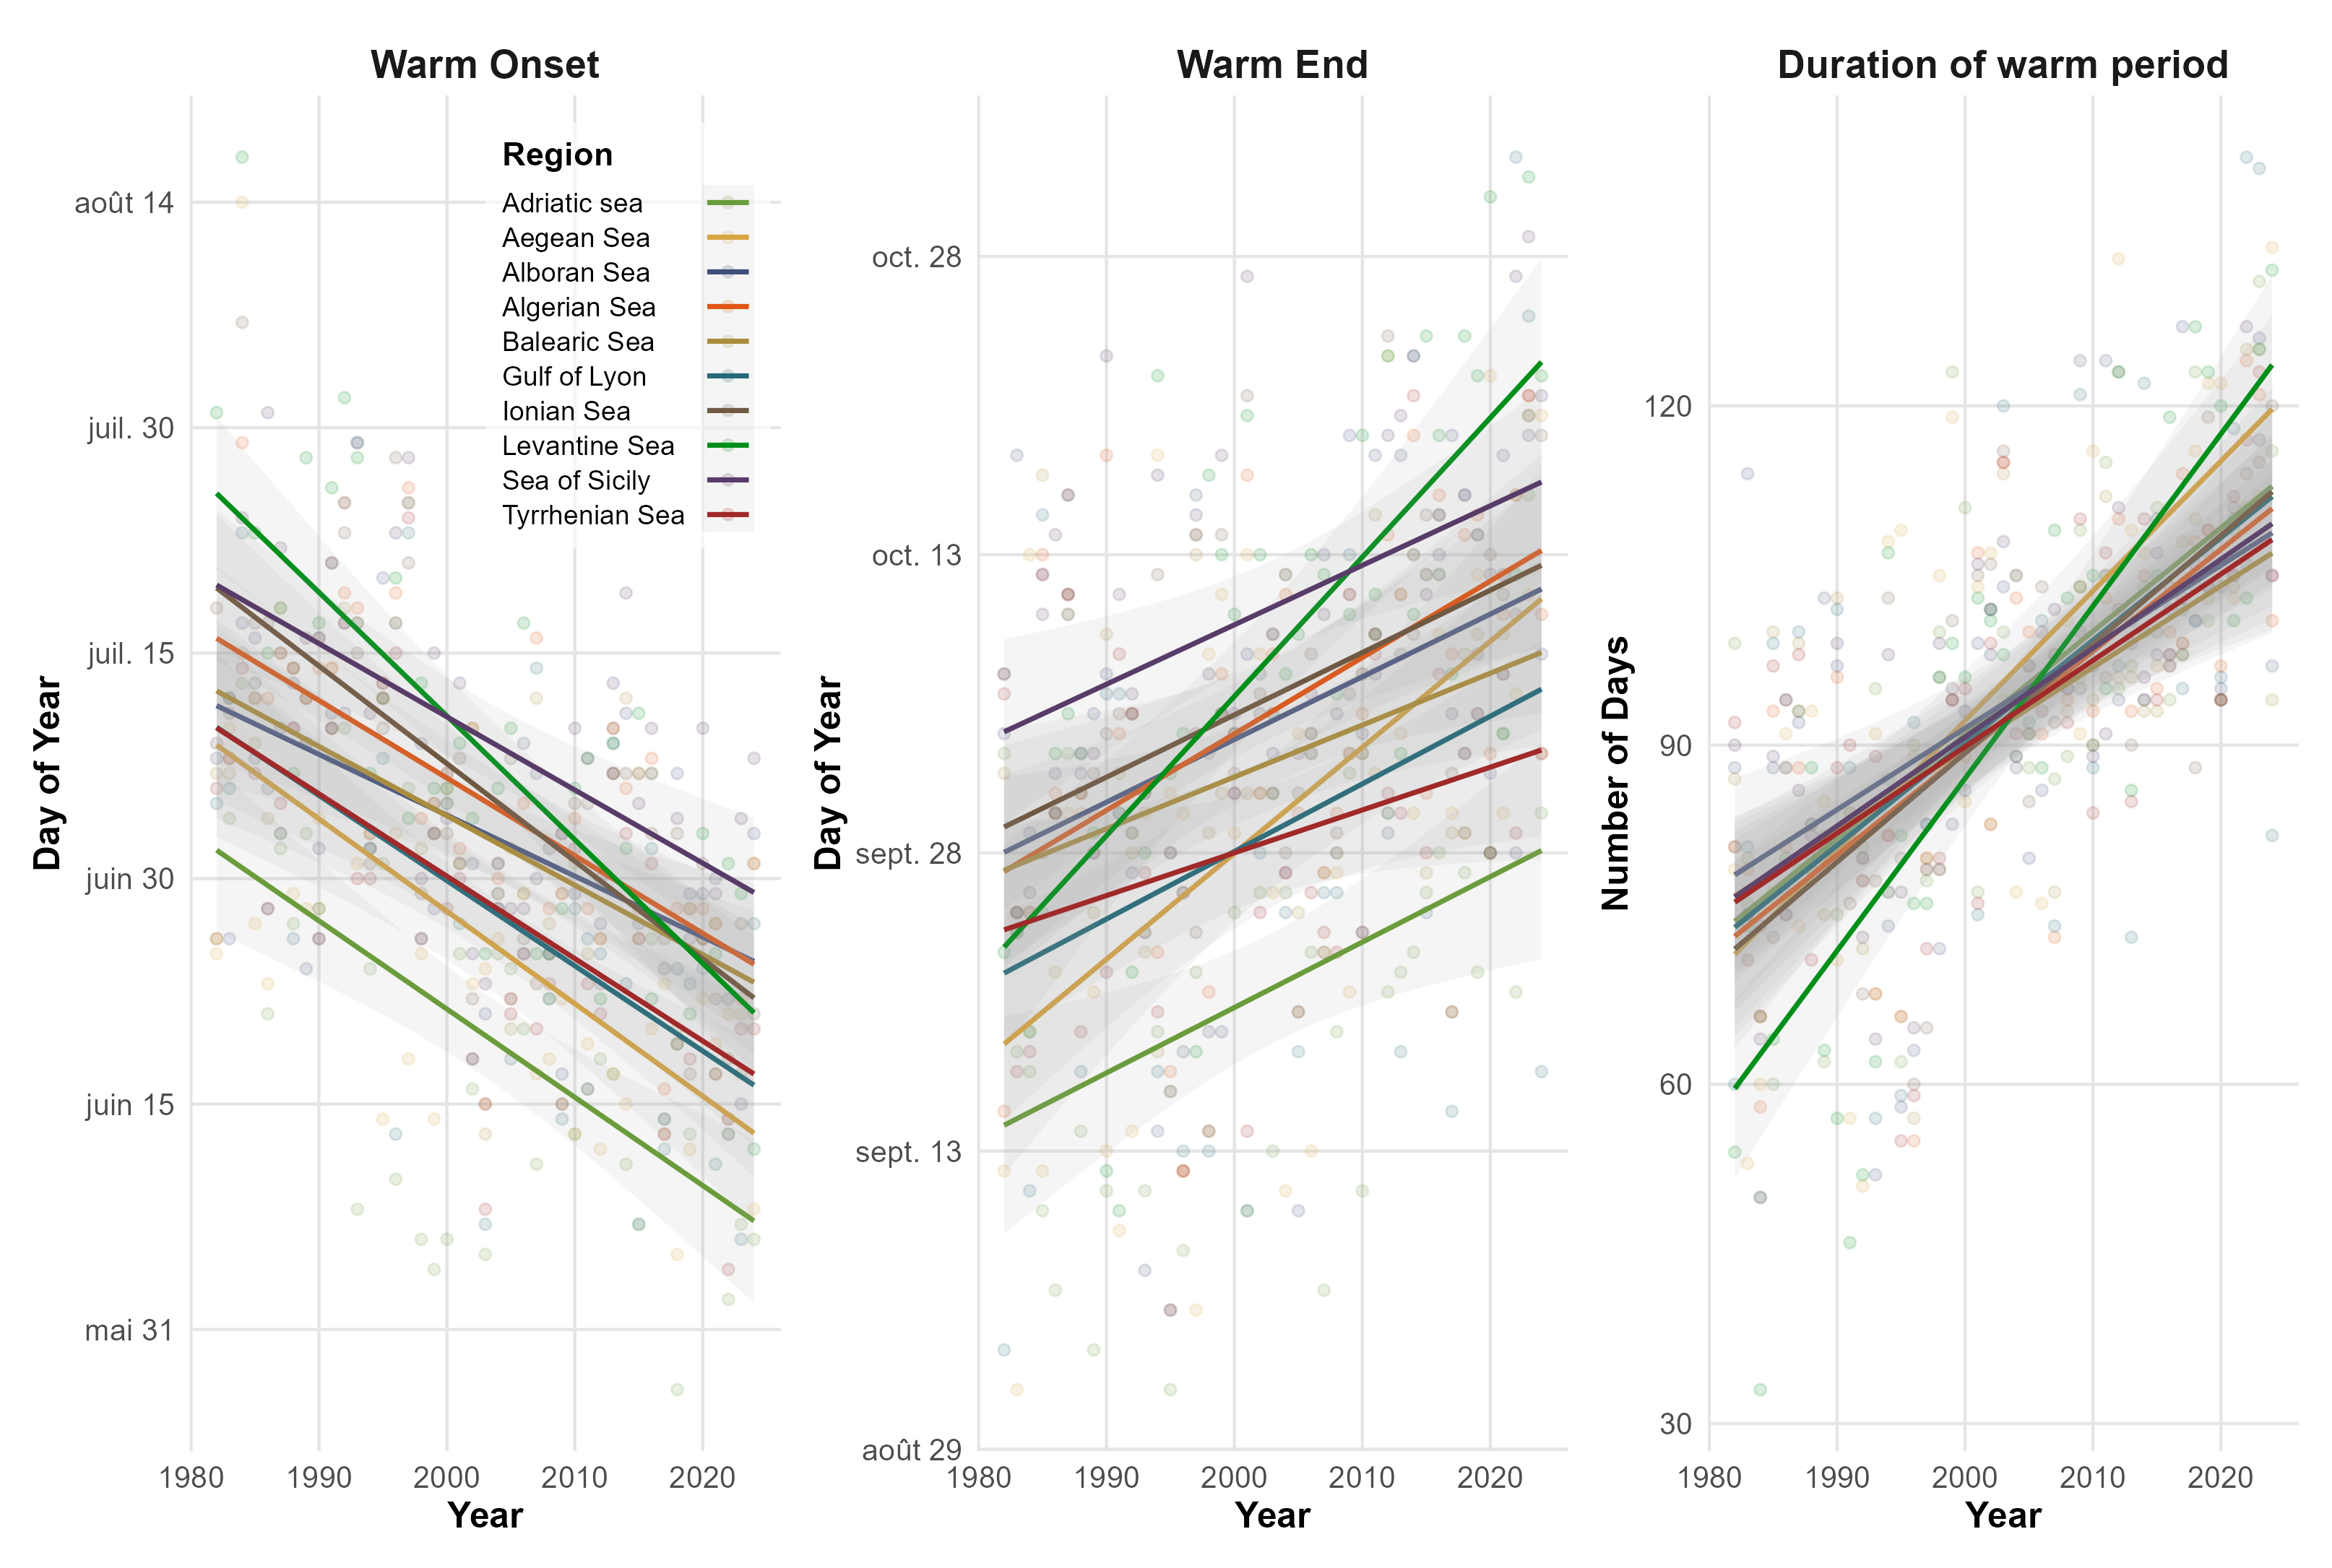 Warm Onset
Day of Year
août 14
juil. 30
juil. 15
juin 30
juin 15
mai 31
1980 1990 2000 2010 2020
Year
Region
Adriatic sea
Aegean Sea
Alboran Sea
Algerian Sea
Balearic Sea
Gulf of Lyon
Ionian Sea
Levantine Sea
Sea of Sicily
Tyrrhenian Sea
Warm End
Day of Year
oct. 28
oct. 13
sept. 28
sept. 13
août 29
1980 1990 2000 2010 2020
Year
Duration of warm period
Number of Days
120
90
60
30
1980 1990 2000 2010 2020
Year